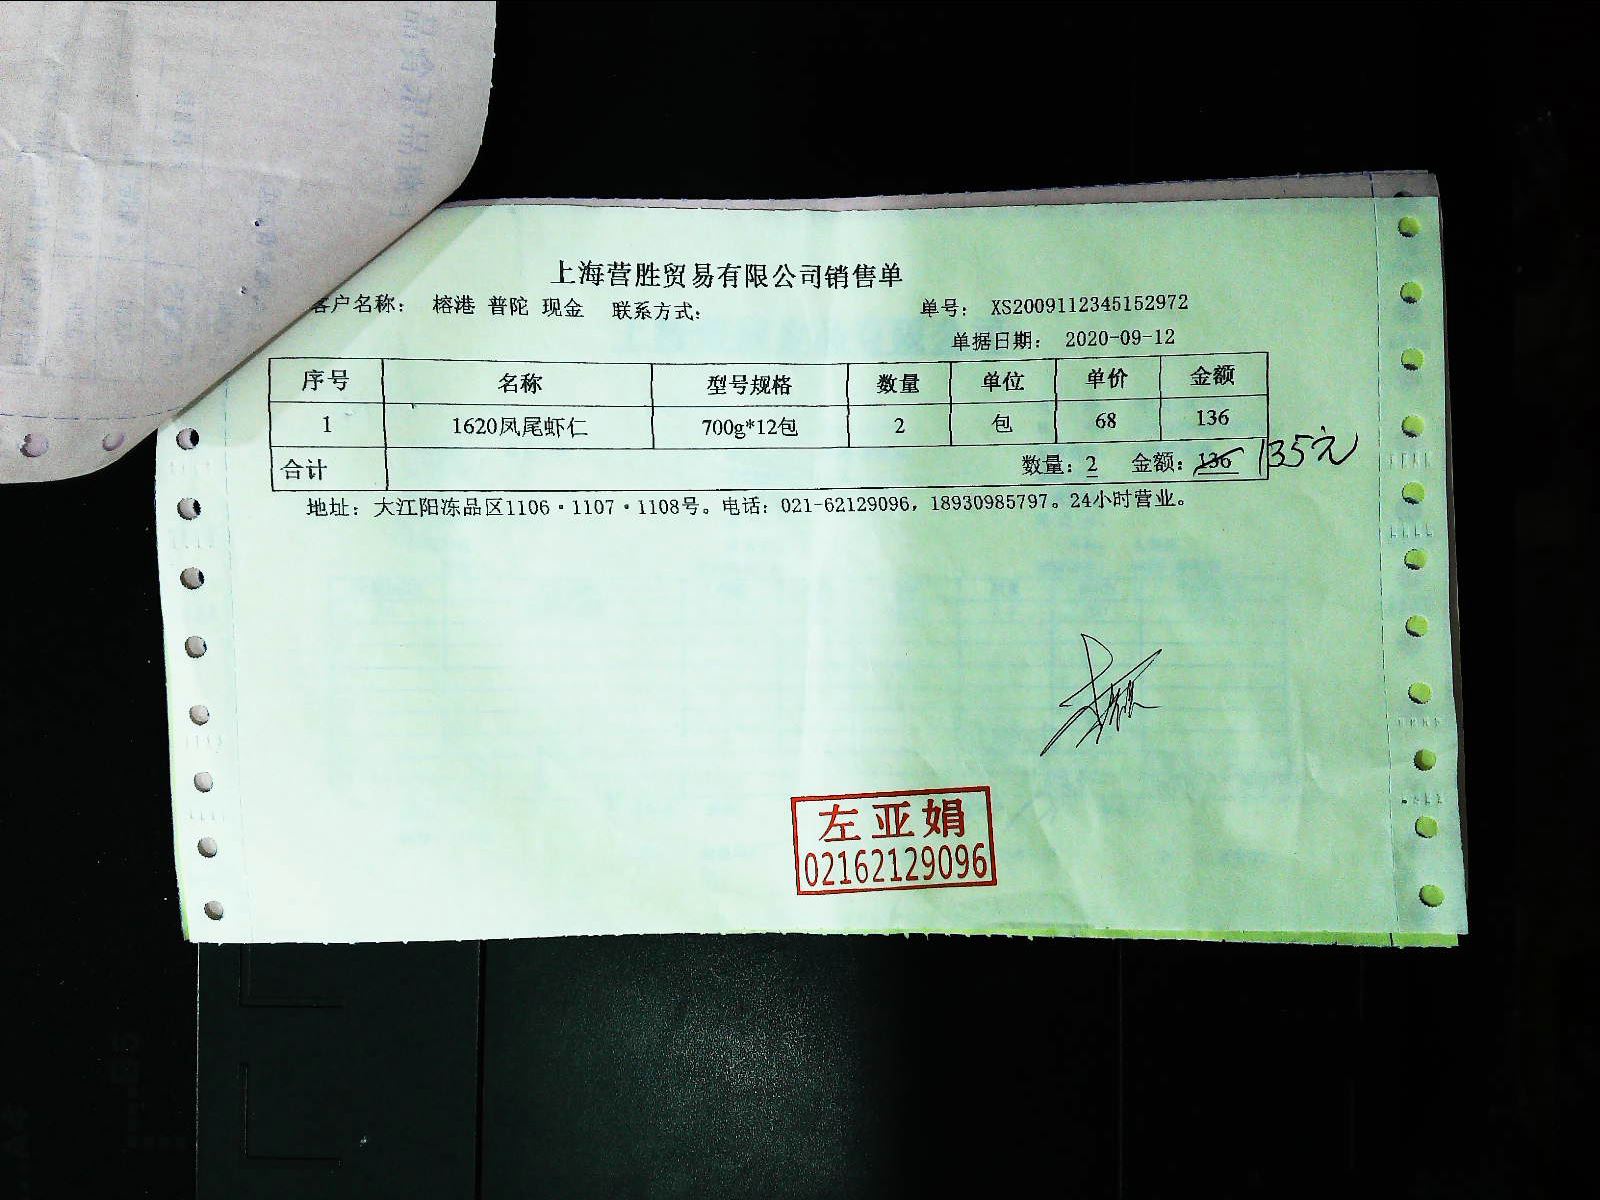 上海营胜贸易有限公司销售单
客户名称： 榕港 普陀 现金 联系方式： 单号： XS2009112345152972
单据日期： 2020-09-12
序号 名称 型号规格 数量 单位 单价 金额
1 1620凤尾虾仁 700g*12包 2 包 68 136
合计 数量：2 金额：136 135元
地址：大江阳冻品区1106·1107·1108号。电话：021-62129096，18930985797。24小时营业。
左亚娟
02162129096